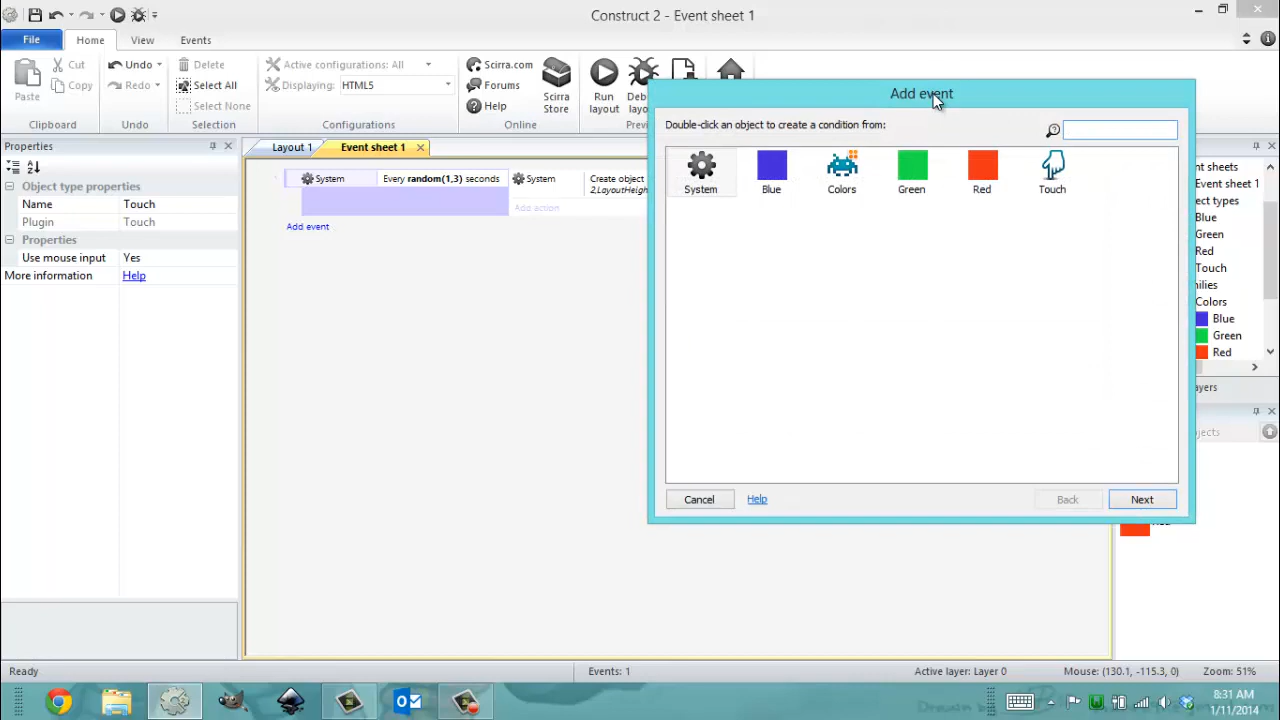 Construct 2 - Event sheet 1
File
Home
View
Events
Paste
Cut
Copy
Clipboard
Undo
Redo
Undo
Delete
Select All
Select None
Selection
Active configurations: All
Displaying: HTML5
Configurations
Scirra.com
Forums
Help
Scirra
Store
Online
Run
layout
Properties
Object type properties
Name Touch
Plugin Touch
Properties
Use mouse input Yes
More information Help
Layout 1
Event sheet 1
System Every random(1,3) seconds
System Create object
2,LayoutHeigh
Add action
Add event
Add event
Double-click an object to create a condition from:
System
Blue
Colors
Green
Red
Touch
Cancel
Help
Back
Next
Event sheet 1
Blue
Green
Red
Touch
Colors
Blue
Green
Red
Ready
Events: 1
Active layer: Layer 0
Mouse: (130.1, -115.3, 0)
Zoom: 51%
8:31 AM
1/11/2014